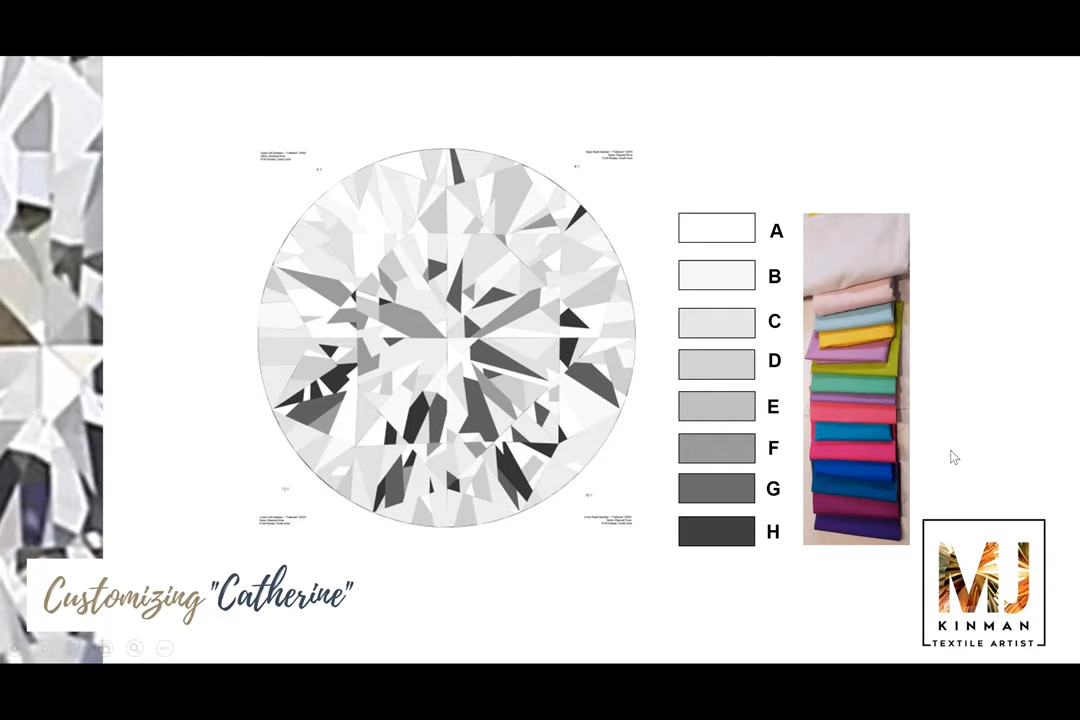 A
B
C
D
E
F
G
H
Customizing "Catherine"
MJ
KINMAN
TEXTILE ARTIST